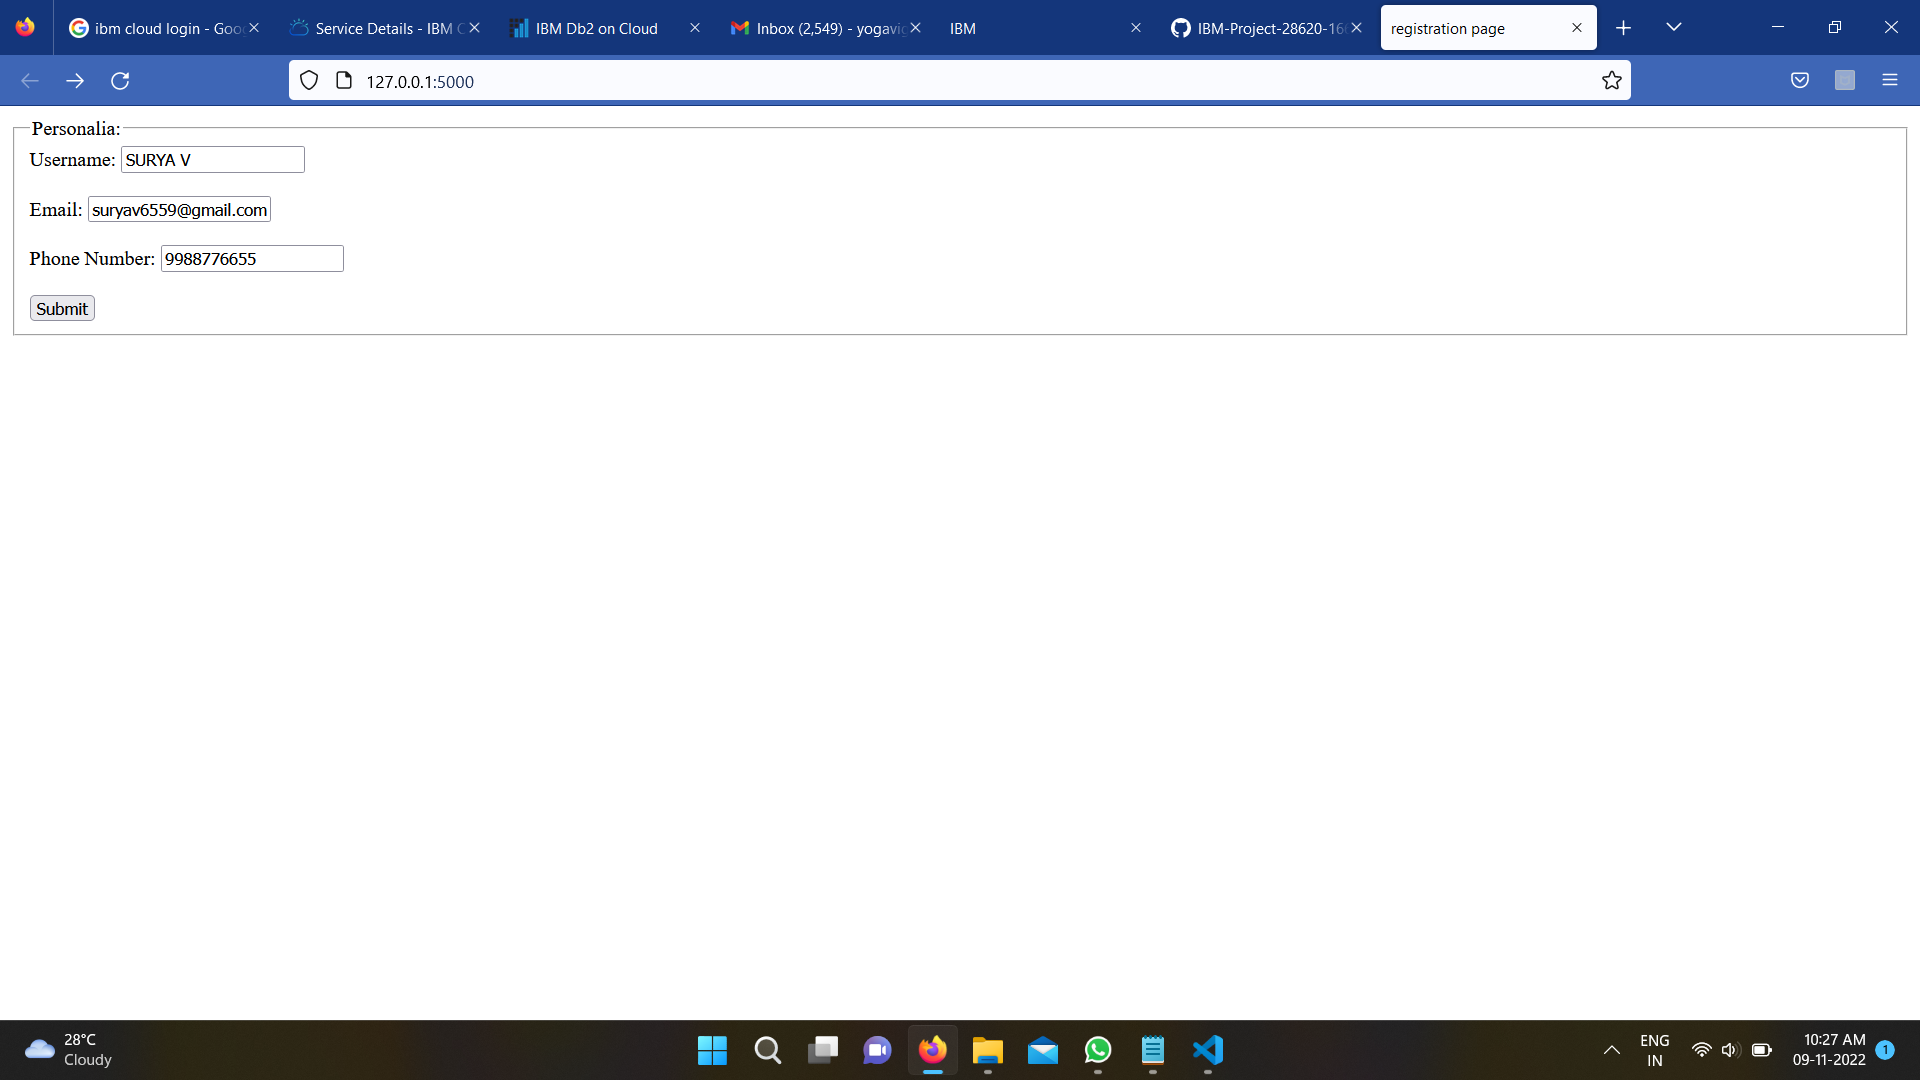 ibm cloud login - Goo
Service Details - IBM C
IBM Db2 on Cloud
Inbox (2,549) - yogavig
IBM
IBM-Project-28620-166
registration page
127.0.0.1:5000
Personalia:
Username: SURYA V
Email: suryav6559@gmail.com
Phone Number: 9988776655
Submit
28°C
Cloudy
ENG
IN
10:27 AM
09-11-2022
1